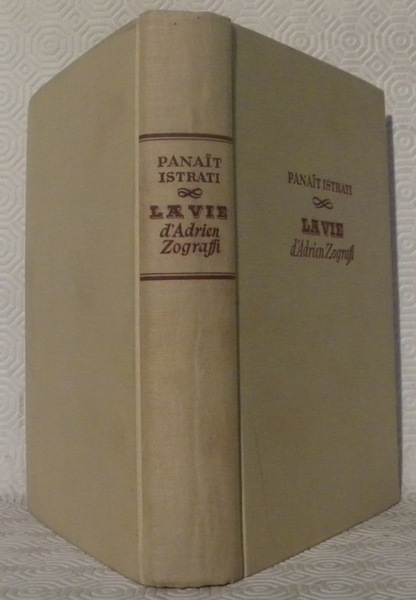 PANAÏT
ISTRATI
LA VIE
d'Adrien
Zograffi
PANAÏT ISTRATI
LA VIE
d'Adrien Zograffi